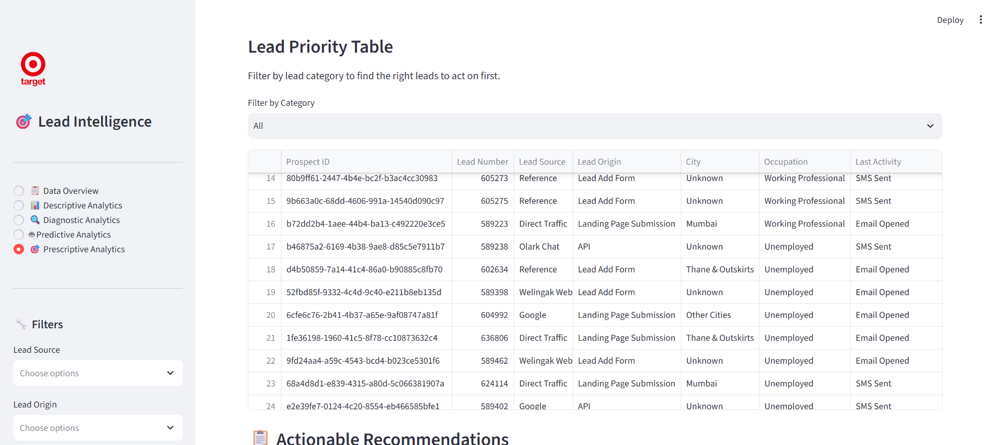 Deploy
target
Lead Intelligence
Data Overview
Descriptive Analytics
Diagnostic Analytics
Predictive Analytics
Prescriptive Analytics
Filters
Lead Source
Choose options
Lead Origin
Choose options
Lead Priority Table
Filter by lead category to find the right leads to act on first.
Filter by Category
All
Prospect ID Lead Number Lead Source Lead Origin City Occupation Last Activity
14 80b9ff61-2447-4b4e-bc2f-b3ac4cc30983 605273 Reference Lead Add Form Unknown Working Professional SMS Sent
15 9b663a0c-68dd-4606-991a-14540d090c97 605275 Reference Lead Add Form Unknown Working Professional SMS Sent
16 b72dd2b4-1aee-44b4-ba13-c492220e3ce5 589223 Direct Traffic Landing Page Submission Mumbai Working Professional Email Opened
17 b46875a2-6169-4b38-9ae8-d85c5e7911b7 589238 Olark Chat API Unknown Unemployed SMS Sent
18 d4b50859-7a14-41c4-86a0-b90885c8fb70 602634 Reference Lead Add Form Thane & Outskirts Unemployed Email Opened
19 52fbd85f-9332-4c4d-9c40-e211b8eb135d 589398 Welingak Web Lead Add Form Unknown Unemployed Email Opened
20 6cfe6c76-2b41-4b37-a65e-9af08747a81f 604992 Google Landing Page Submission Other Cities Unemployed Email Opened
21 1fe36198-1960-41c5-8f78-cc10873632c4 636806 Direct Traffic Landing Page Submission Thane & Outskirts Unemployed Email Opened
22 9fd24aa4-a59c-4543-bcd4-b023ce5301f6 589462 Welingak Web Lead Add Form Unknown Unemployed Email Opened
23 68a4d8d1-e839-4315-a80d-5c066381907a 624114 Direct Traffic Landing Page Submission Mumbai Unemployed SMS Sent
24 e2e39fe7-0124-4c20-8554-eb466585bfe1 589402 Google API Unknown Unemployed SMS Sent
Actionable Recommendations